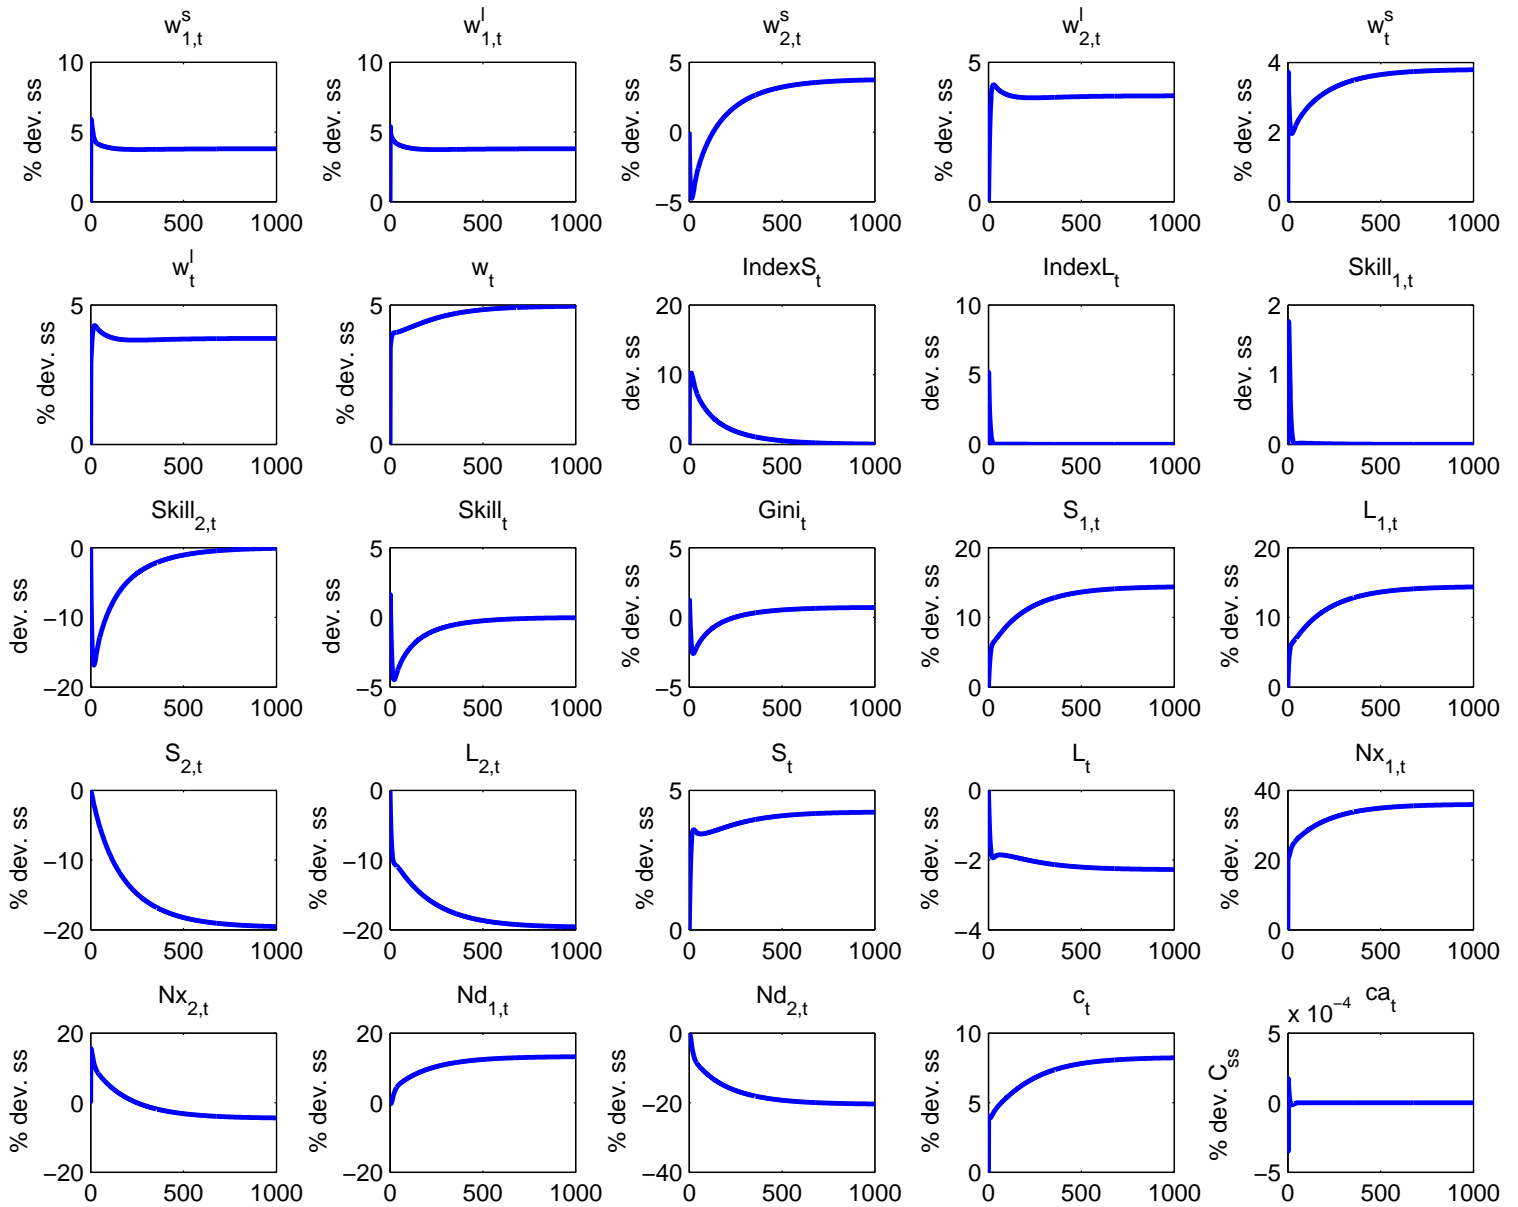 w^s_{1,t} w^l_{1,t} w^s_{2,t} w^l_{2,t} w^s_t
% dev. ss % dev. ss % dev. ss % dev. ss % dev. ss
10 10 5 5 4
5 5 0 2
0 0 −5 0 0
0 500 1000 0 500 1000 0 500 1000 0 500 1000 0 500 1000
w^l_t w_t IndexS_t IndexL_t Skill_{1,t}
% dev. ss % dev. ss dev. ss dev. ss dev. ss
5 5 20 10 2
10 5 1
0 0 0 0 0
0 500 1000 0 500 1000 0 500 1000 0 500 1000 0 500 1000
Skill_{2,t} Skill_t Gini_t S_{1,t} L_{1,t}
dev. ss dev. ss % dev. ss % dev. ss % dev. ss
0 5 5 20 20
−10 0 0 10 10
−20 −5 −5 0 0
0 500 1000 0 500 1000 0 500 1000 0 500 1000 0 500 1000
S_{2,t} L_{2,t} S_t L_t Nx_{1,t}
% dev. ss % dev. ss % dev. ss % dev. ss % dev. ss
0 0 5 0 40
−10 −10 −2 20
−20 −20 0 −4 0
0 500 1000 0 500 1000 0 500 1000 0 500 1000 0 500 1000
Nx_{2,t} Nd_{1,t} Nd_{2,t} c_t ca_t
x 10^{−4}
% dev. ss % dev. ss % dev. ss % dev. ss % dev. C_{ss}
20 20 0 10 5
0 0 −20 5 0
−20 −20 −40 0 −5
0 500 1000 0 500 1000 0 500 1000 0 500 1000 0 500 1000